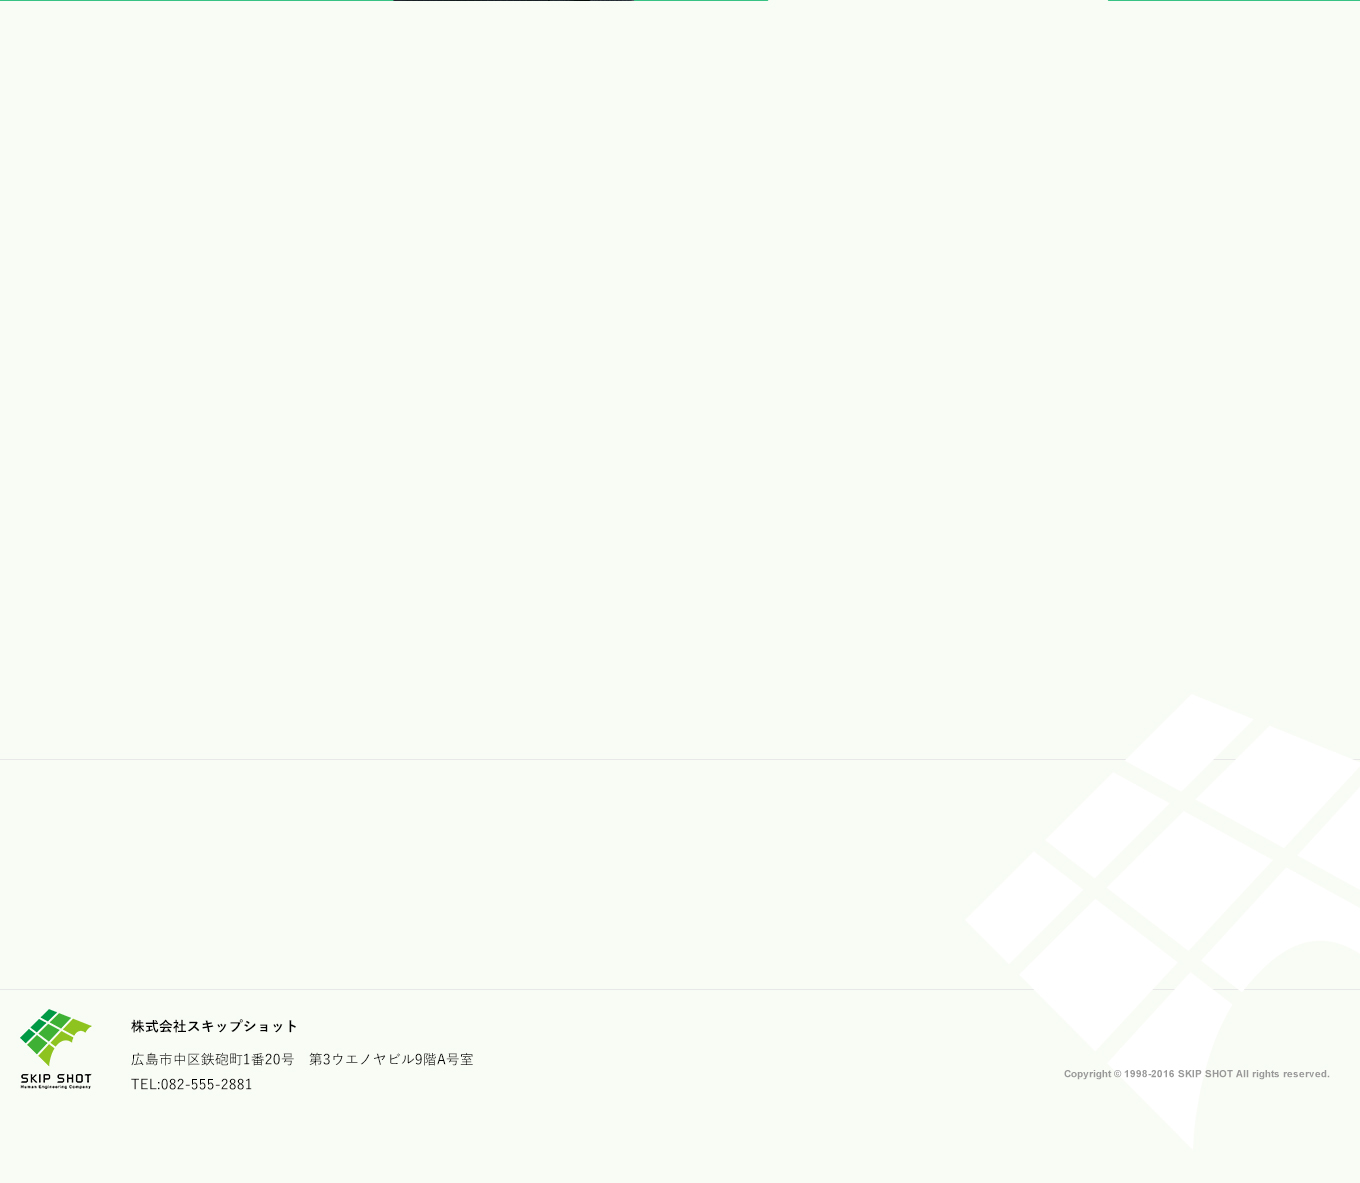 株式会社スキップショット
広島市中区鉄砲町1番20号　第3ウエノヤビル9階A号室
TEL:082-555-2881
SKIP SHOT
Human Engineering Company
Copyright © 1998-2016 SKIP SHOT All rights reserved.